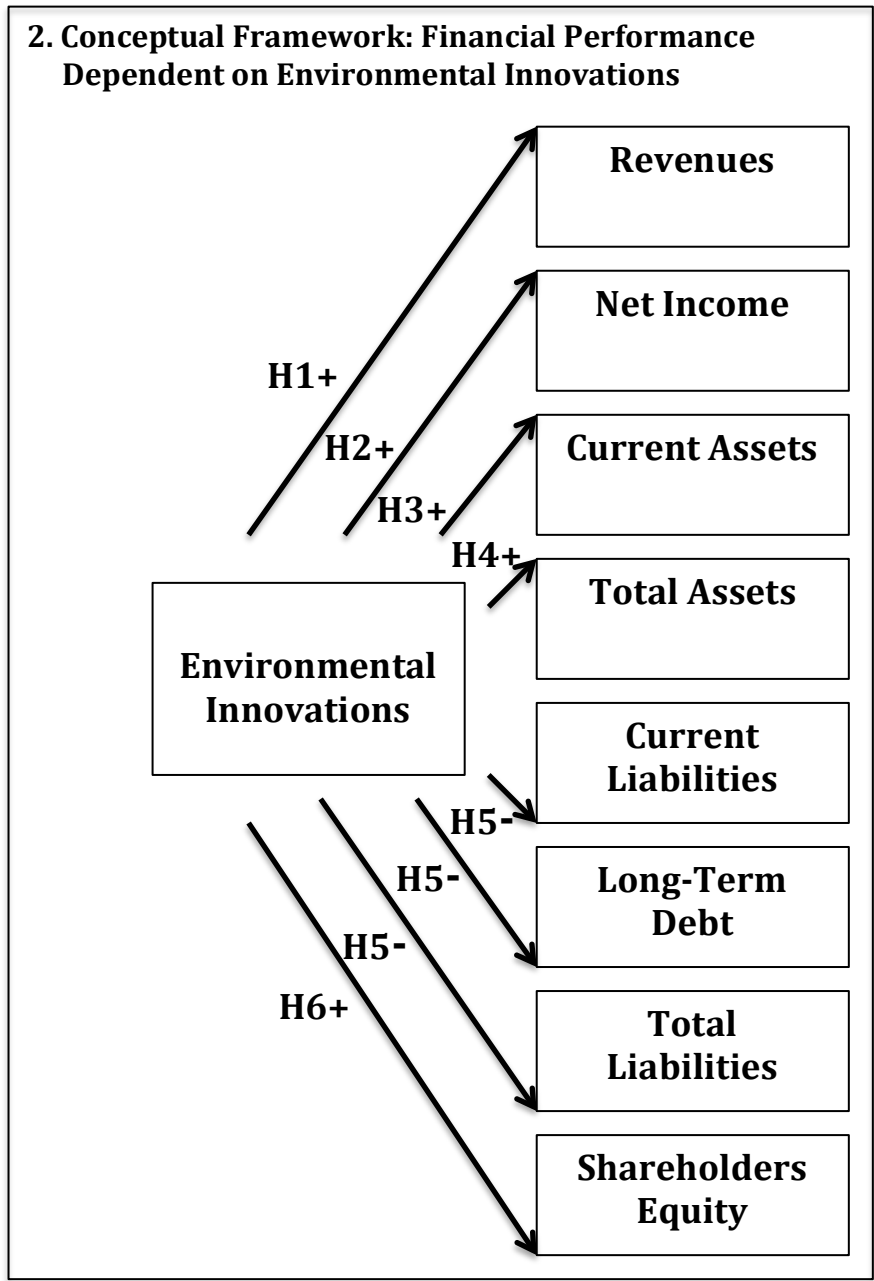 2. Conceptual Framework: Financial Performance
Dependent on Environmental Innovations
Revenues
Net Income
H1+
H2+
Current Assets
H3+
H4+
Total Assets
Environmental
Innovations
Current
Liabilities
H5-
Long-Term
Debt
H5-
H5-
H6+
Total
Liabilities
Shareholders
Equity